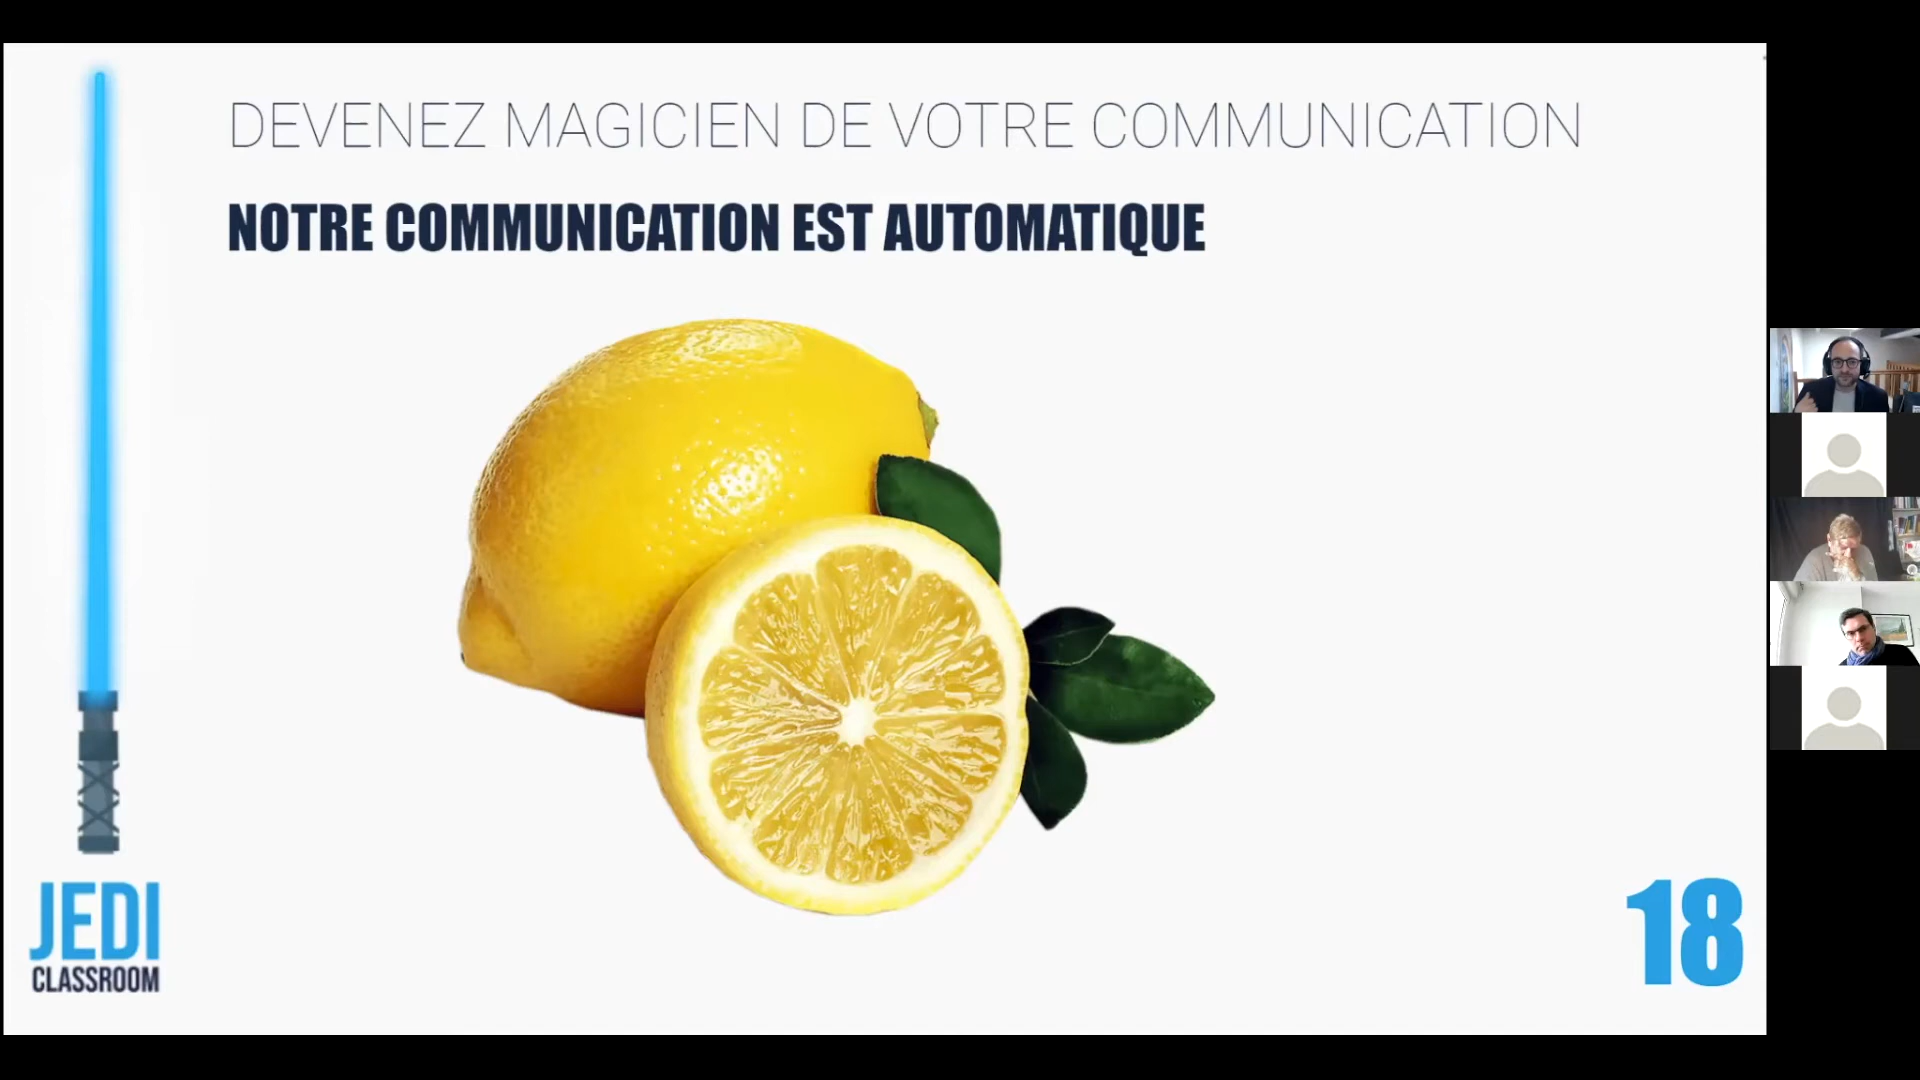 DEVENEZ MAGICIEN DE VOTRE COMMUNICATION
NOTRE COMMUNICATION EST AUTOMATIQUE
JEDI
CLASSROOM
18